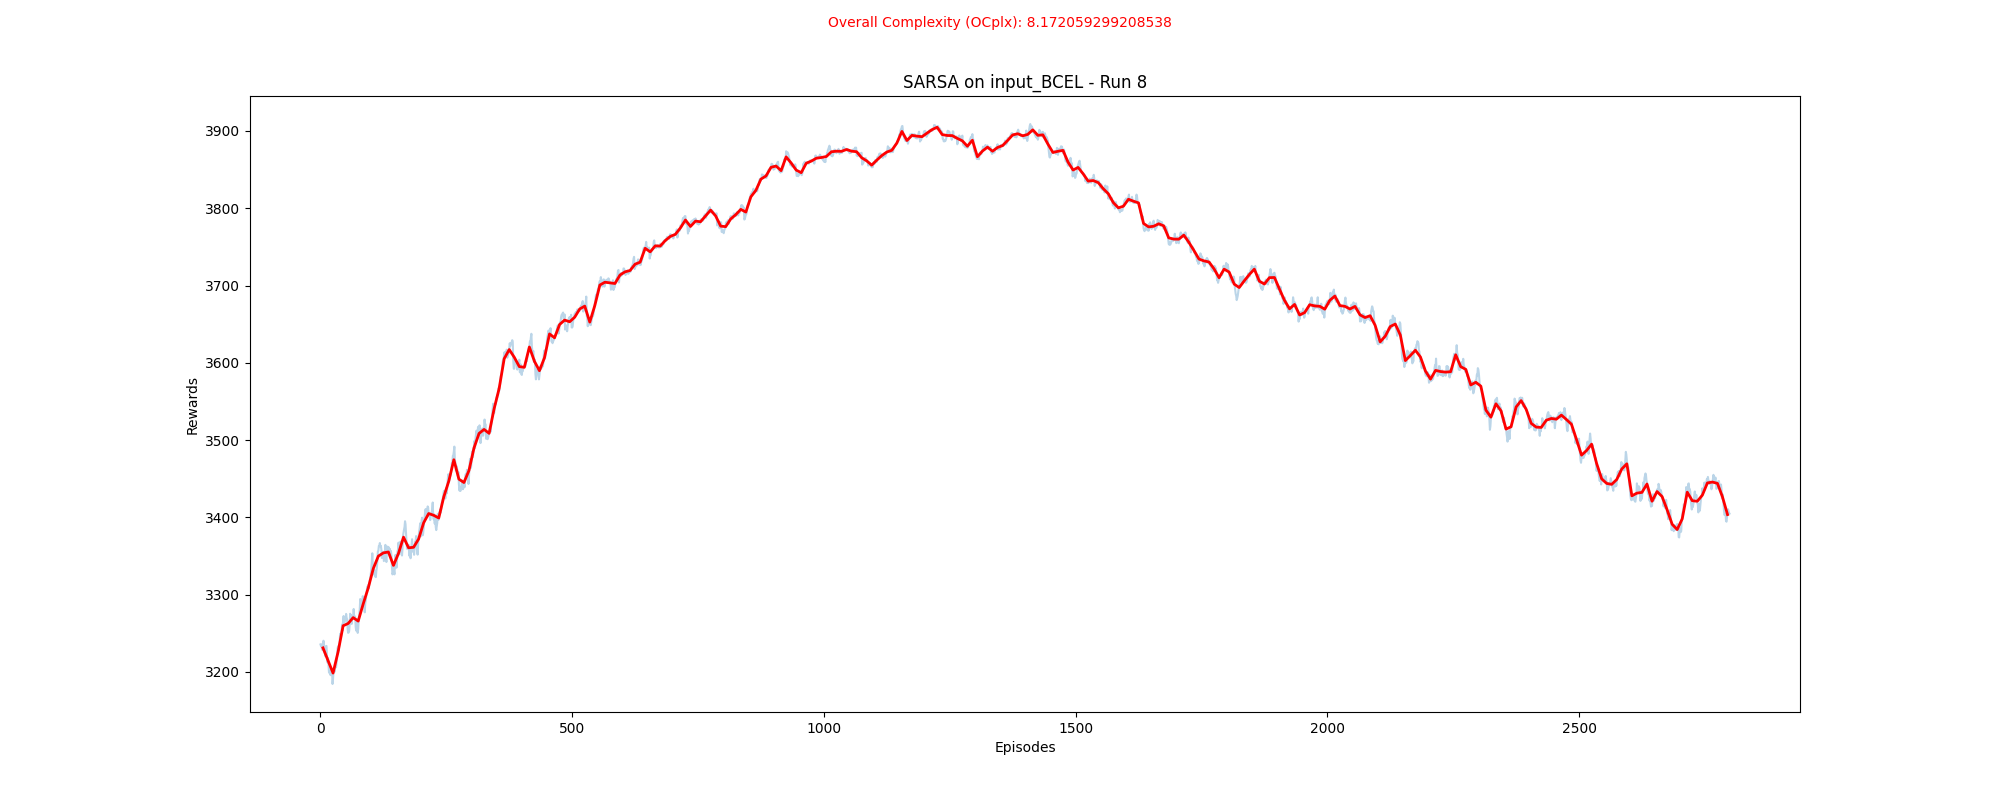 Overall Complexity (OCplx): 8.172059299208538
SARSA on input_BCEL - Run 8
3900
3800
3700
3600
3500
3400
3300
3200
Rewards
0 500 1000 1500 2000 2500
Episodes